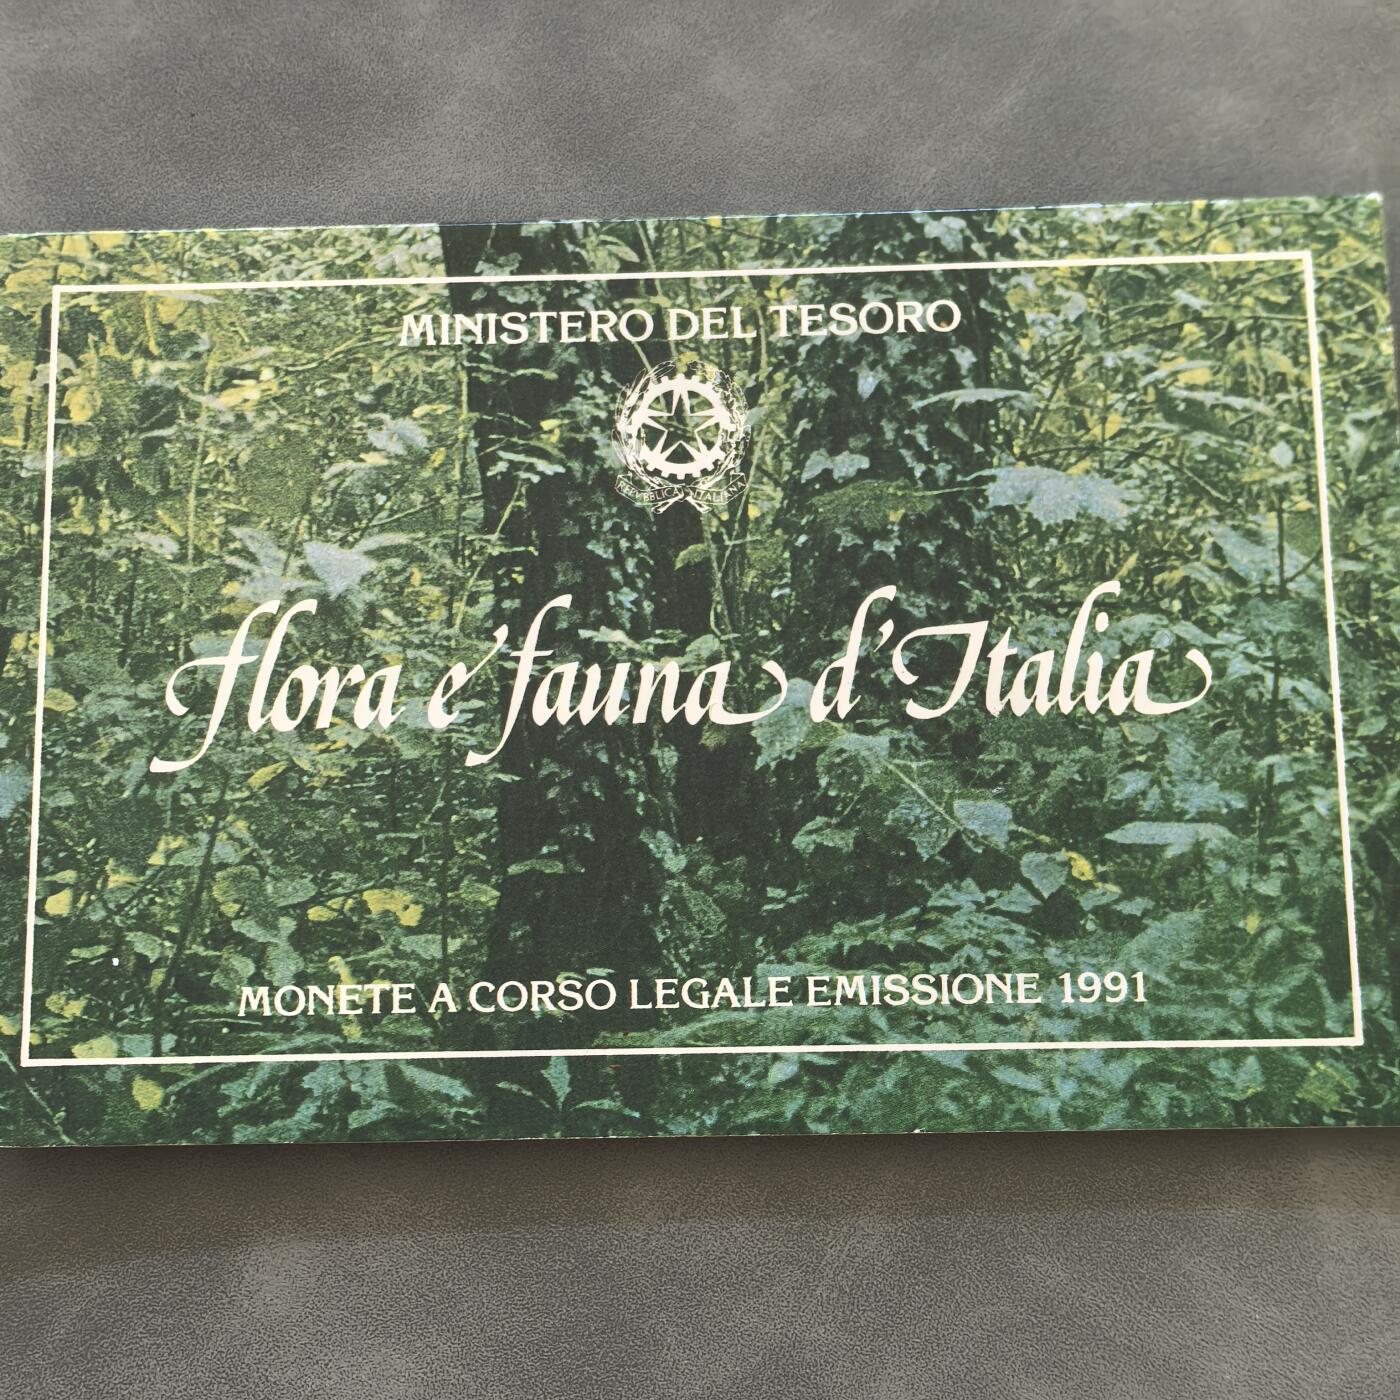 MINISTERO DEL TESORO
REPVBBLICA ITALIANA
flora e fauna d'Italia
MONETE A CORSO LEGALE EMISSIONE 1991